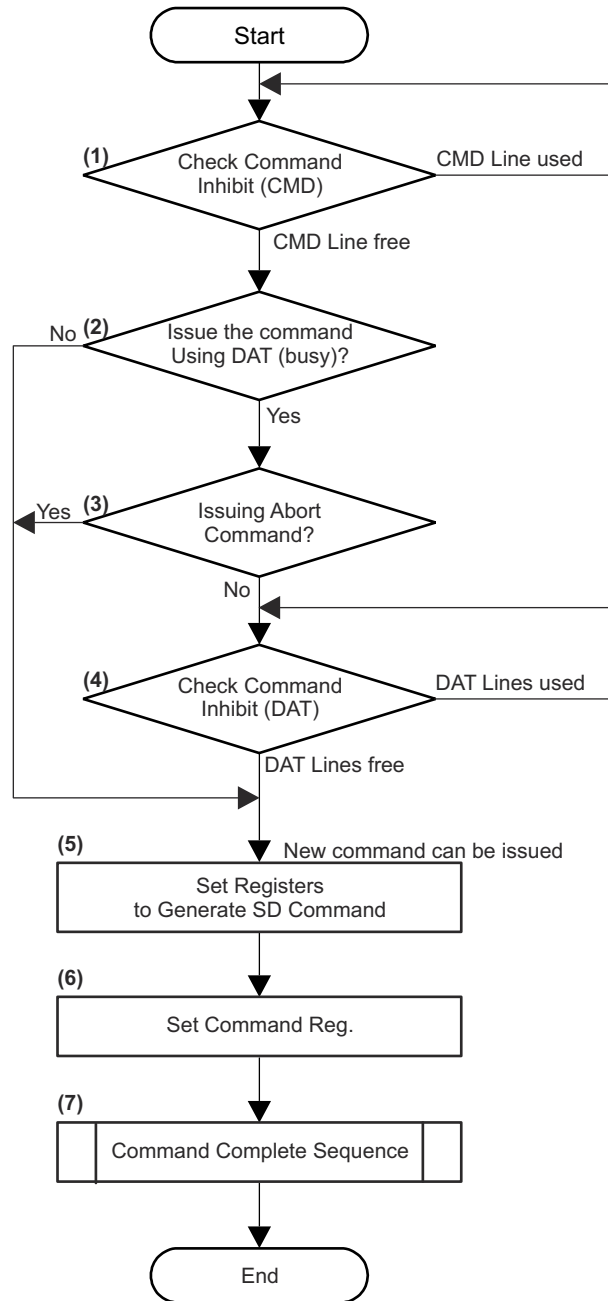 Start
(1)
Check Command
Inhibit (CMD)
CMD Line used
CMD Line free
No
(2)
Issue the command
Using DAT (busy)?
Yes
Yes
(3)
Issuing Abort
Command?
No
(4)
Check Command
Inhibit (DAT)
DAT Lines used
DAT Lines free
(5)
New command can be issued
Set Registers
to Generate SD Command
(6)
Set Command Reg.
(7)
Command Complete Sequence
End